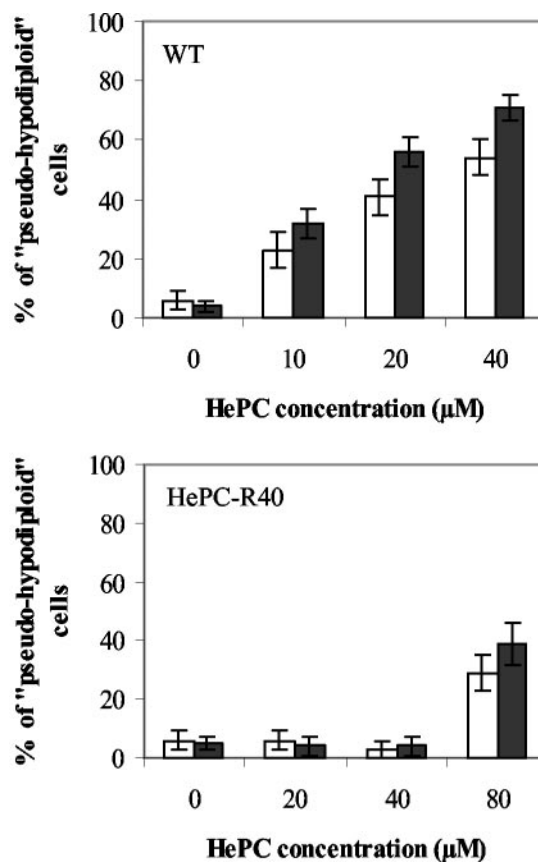 % of "pseudo-hypodiploid"
cells
100
80
60
40
20
0
WT
0 10 20 40
HePC concentration (µM)
% of "pseudo-hypodiploid"
cells
100
80
60
40
20
0
HePC-R40
0 20 40 80
HePC concentration (µM)